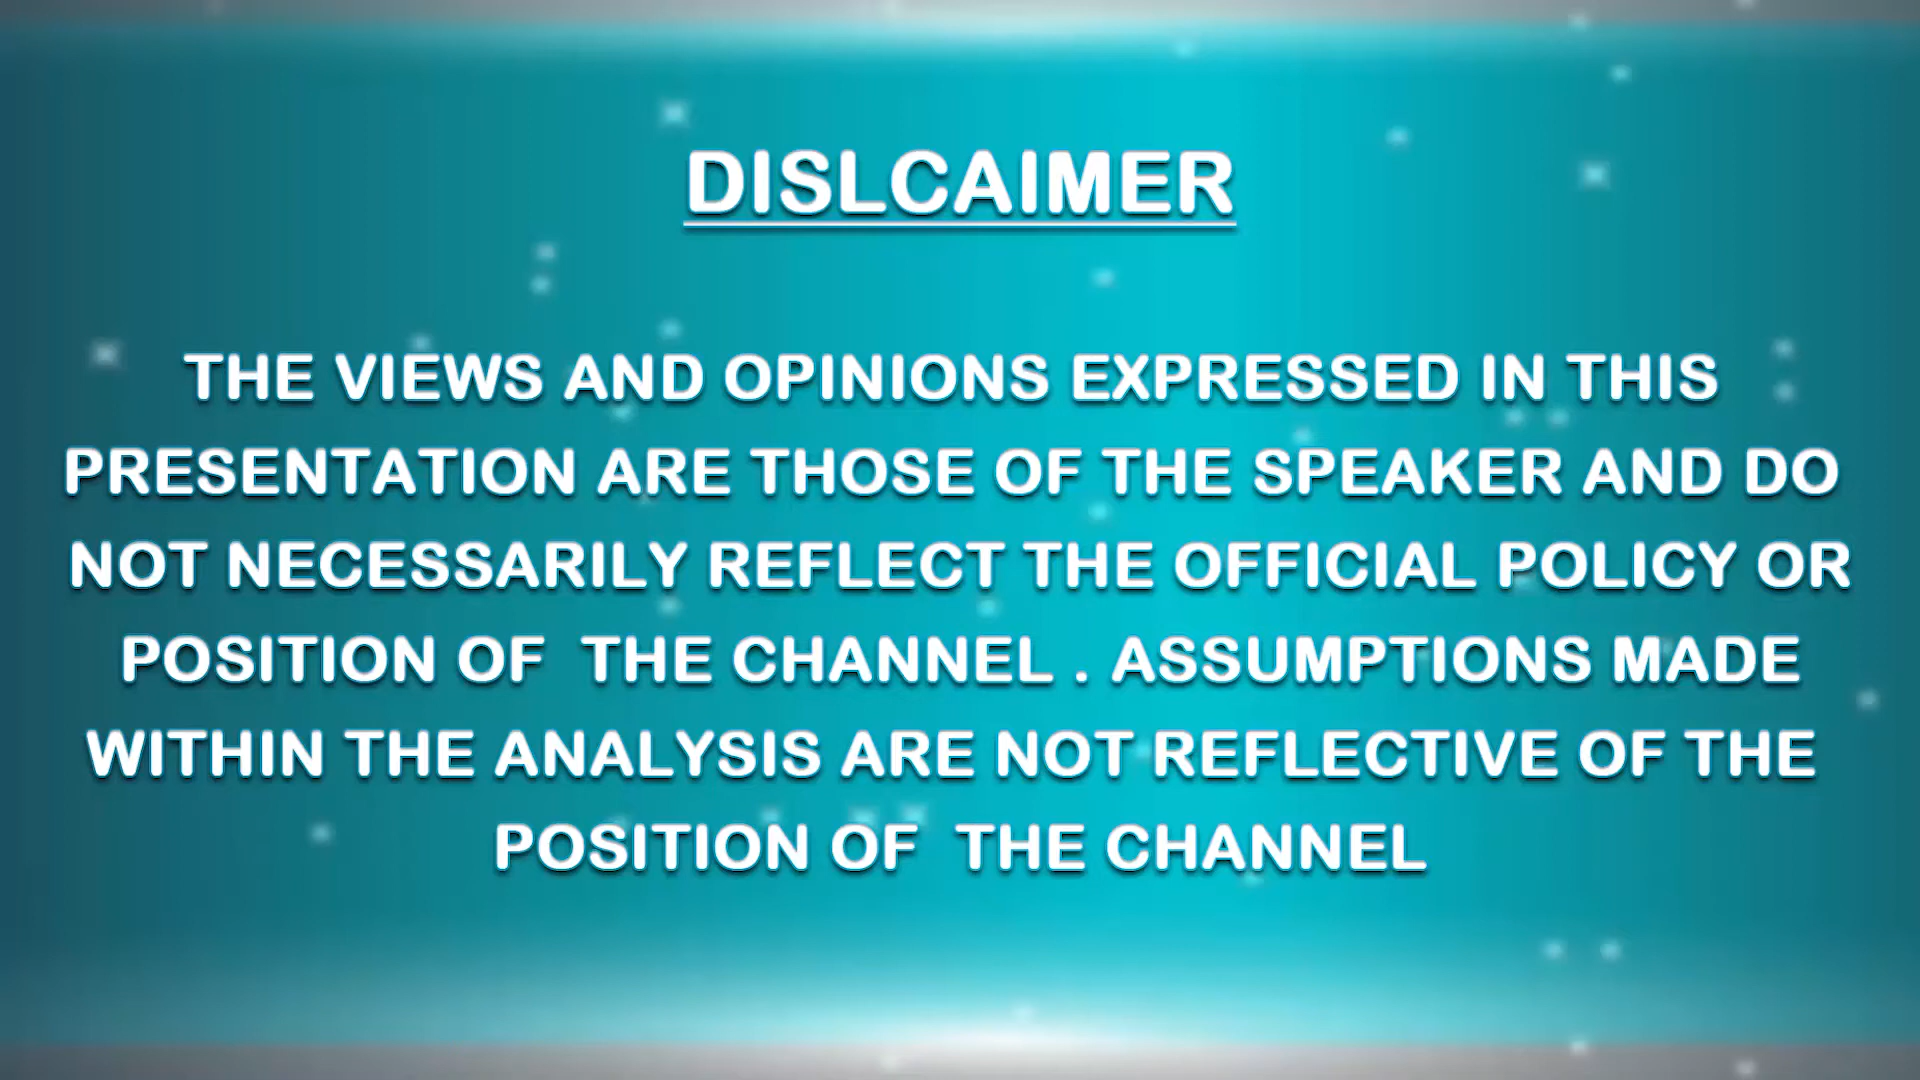 DISLCAIMER
THE VIEWS AND OPINIONS EXPRESSED IN THIS
PRESENTATION ARE THOSE OF THE SPEAKER AND DO
NOT NECESSARILY REFLECT THE OFFICIAL POLICY OR
POSITION OF  THE CHANNEL . ASSUMPTIONS MADE
WITHIN THE ANALYSIS ARE NOT REFLECTIVE OF THE
POSITION OF  THE CHANNEL